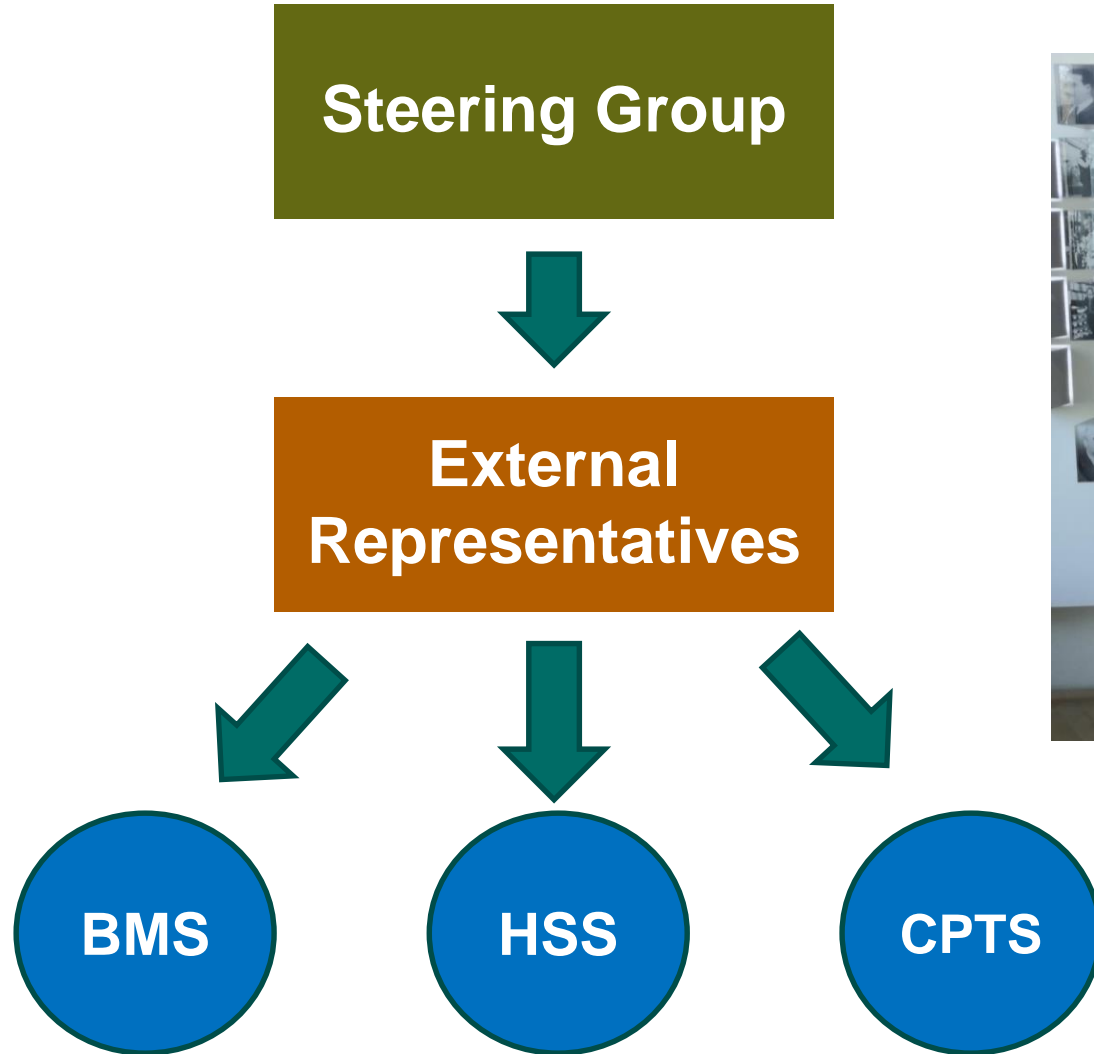 Steering Group
External
Representatives
BMS
HSS
CPTS